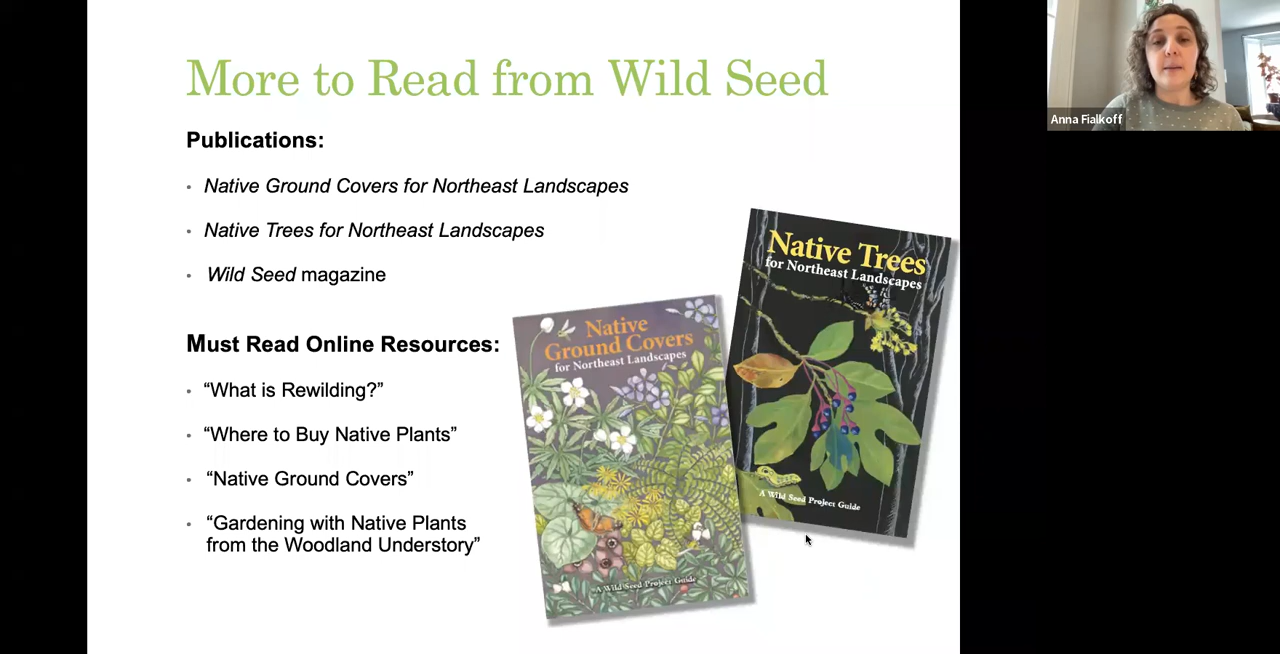 More to Read from Wild Seed
Publications:
• Native Ground Covers for Northeast Landscapes
• Native Trees for Northeast Landscapes
• Wild Seed magazine
Must Read Online Resources:
• “What is Rewilding?”
• “Where to Buy Native Plants”
• “Native Ground Covers”
• “Gardening with Native Plants
from the Woodland Understory”
Native
Ground Covers
for Northeast Landscapes
A Wild Seed Project Guide
Native Trees
for Northeast Landscapes
A Wild Seed Project Guide
Anna Fialkoff